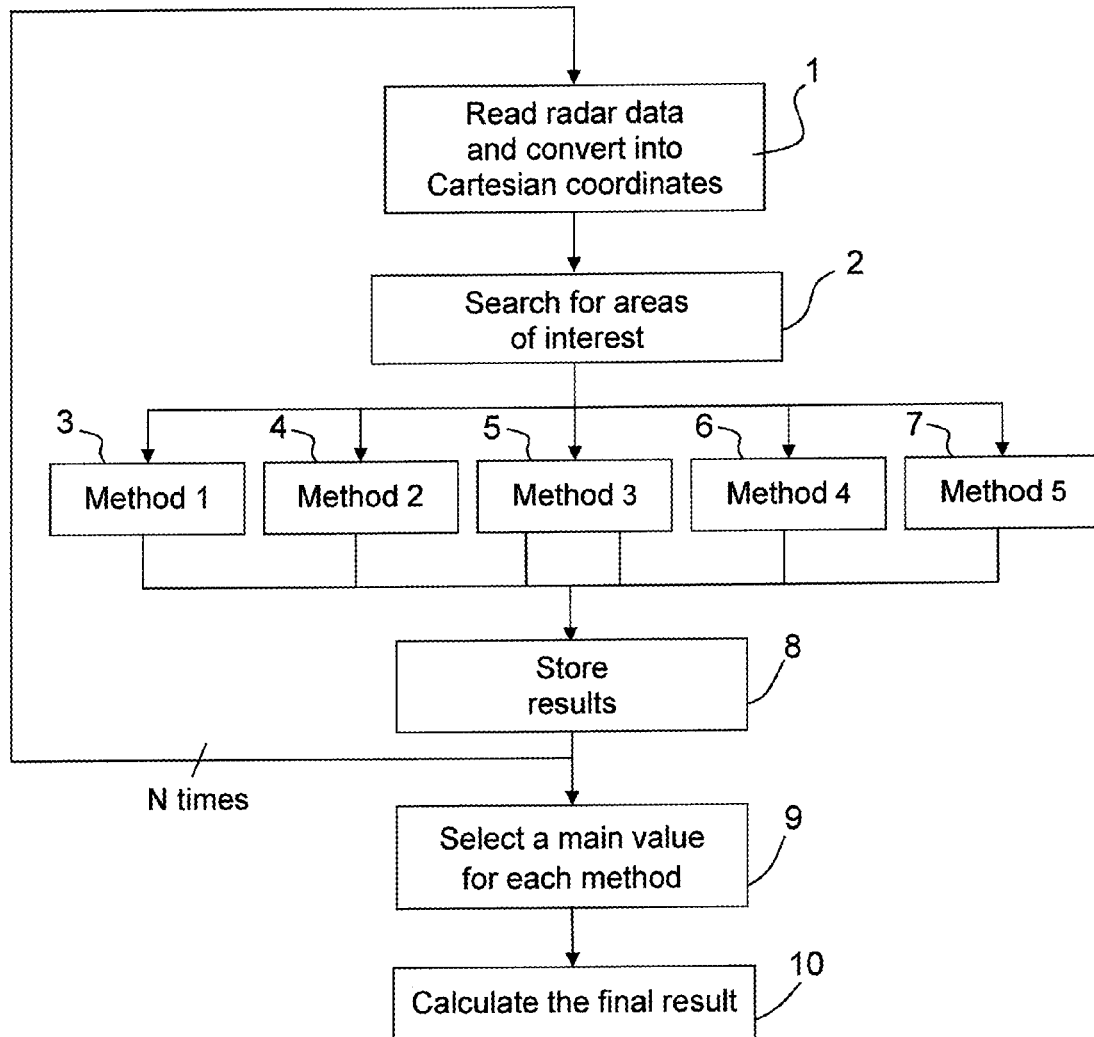 1
Read radar data
and convert into
Cartesian coordinates
2
Search for areas
of interest
3
4
5
6
7
Method 1
Method 2
Method 3
Method 4
Method 5
8
Store
results
N times
9
Select a main value
for each method
10
Calculate the final result